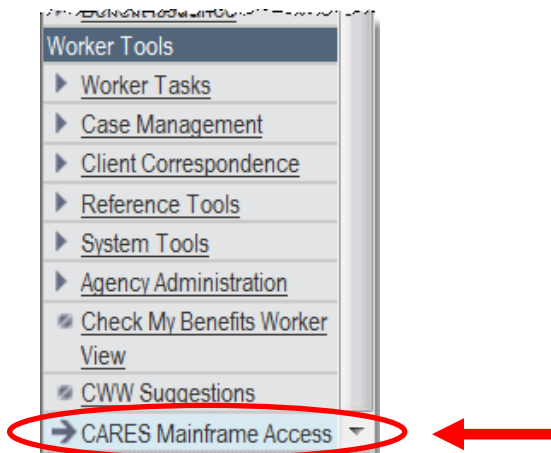 Worker Tools
Worker Tasks
Case Management
Client Correspondence
Reference Tools
System Tools
Agency Administration
Check My Benefits Worker
View
CWW Suggestions
CARES Mainframe Access